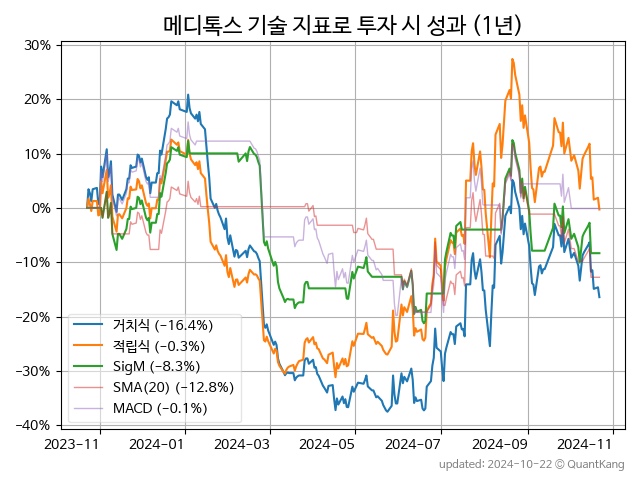 메디톡스 기술 지표로 투자 시 성과 (1년)
30%
20%
10%
0%
−10%
−20%
−30%
−40%
거치식 (−16.4%)
적립식 (−0.3%)
SigM (−8.3%)
SMA(20) (−12.8%)
MACD (−0.1%)
2023-11 2024-01 2024-03 2024-05 2024-07 2024-09 2024-11
updated: 2024-10-22 © QuantKang